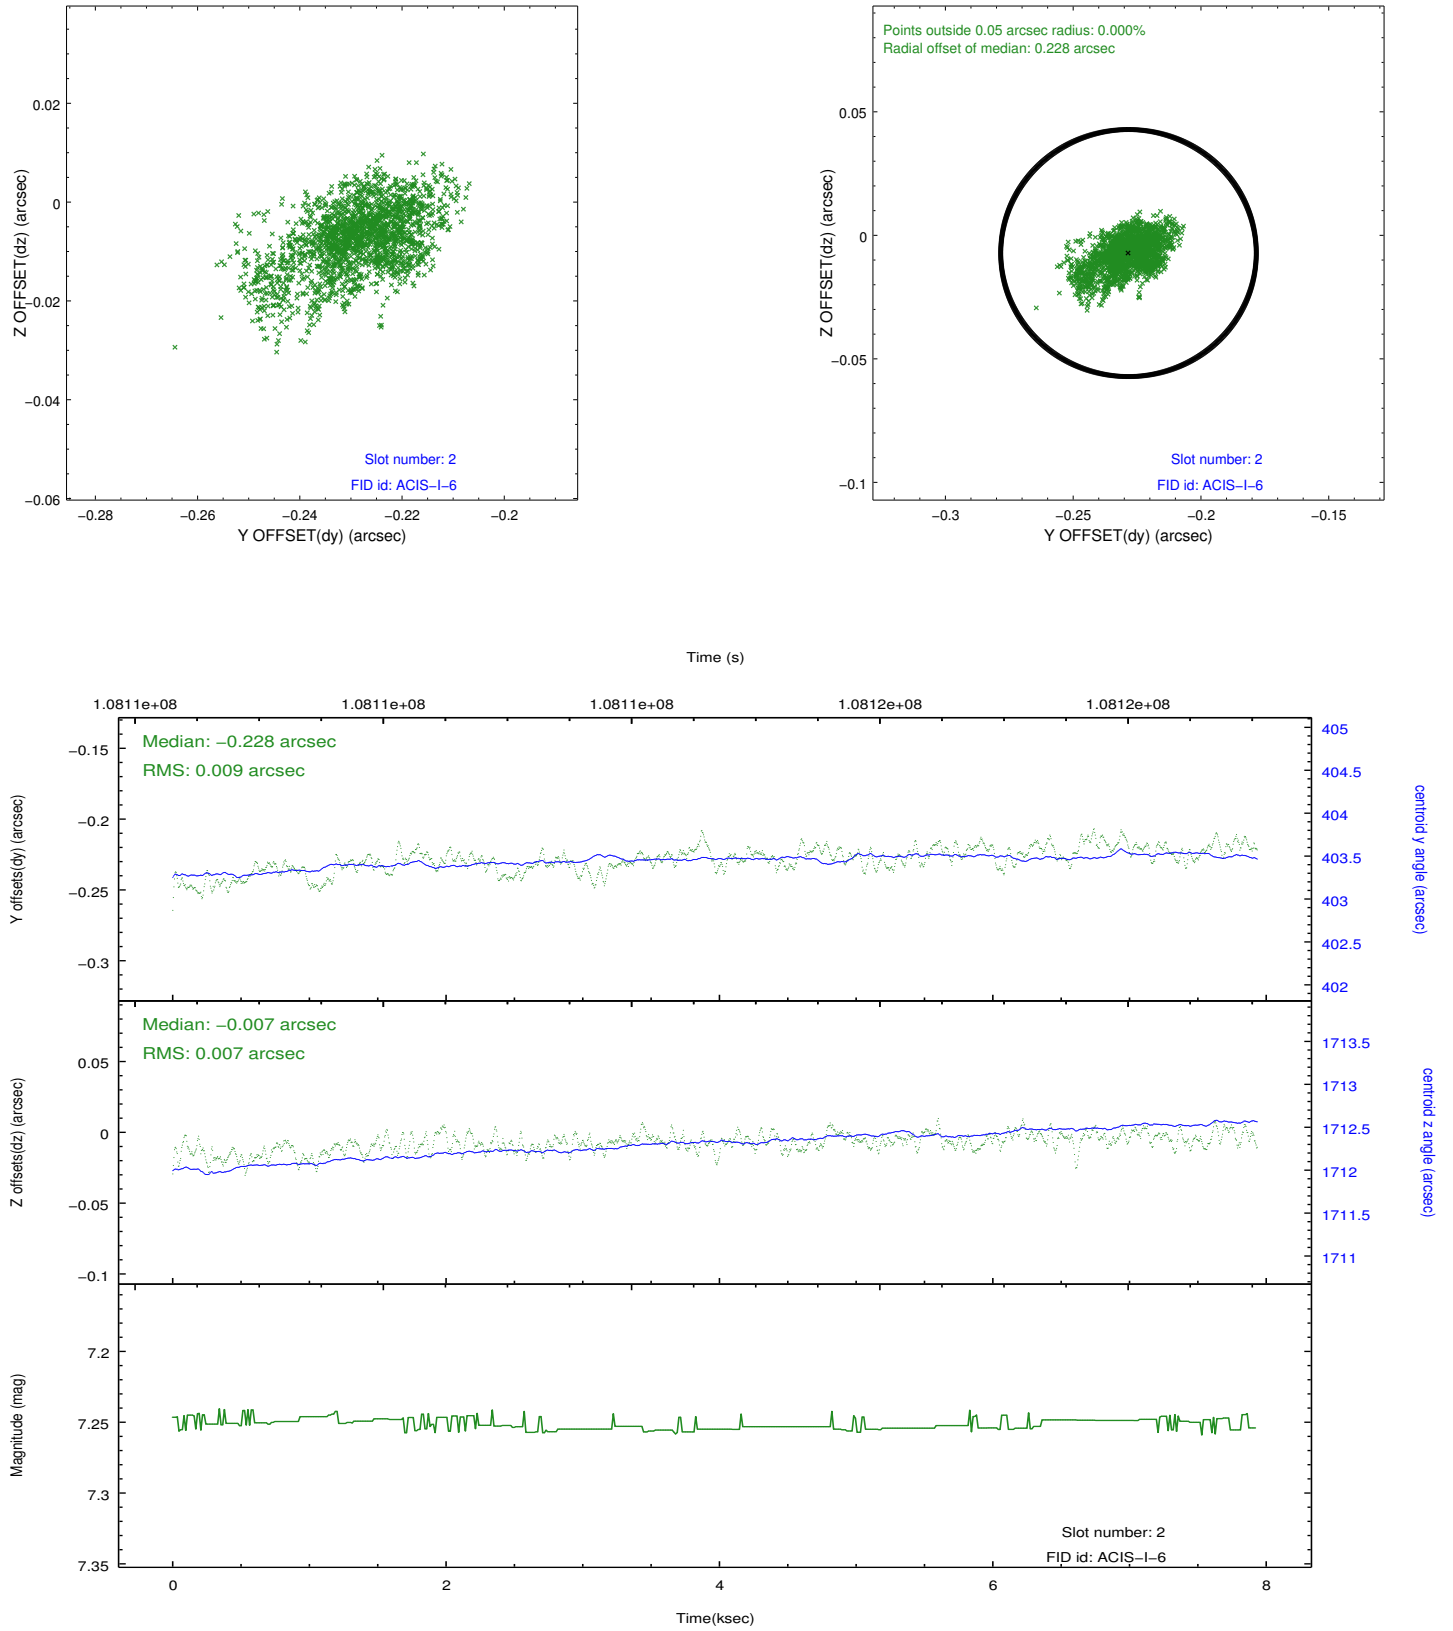 0.02
0
−0.02
−0.04
−0.06
Z OFFSET(dz) (arcsec)
Slot number: 2
FID id: ACIS−I−6
−0.28 −0.26 −0.24 −0.22 −0.2
Y OFFSET(dy) (arcsec)
Points outside 0.05 arcsec radius: 0.000%
Radial offset of median: 0.228 arcsec
0.05
0
−0.05
−0.1
Z OFFSET(dz) (arcsec)
Slot number: 2
FID id: ACIS−I−6
−0.3 −0.25 −0.2 −0.15
Y OFFSET(dy) (arcsec)
Time (s)
1.0811e+08 1.0811e+08 1.0811e+08 1.0812e+08 1.0812e+08
Median: −0.228 arcsec
RMS: 0.009 arcsec
−0.15
−0.2
−0.25
−0.3
Y offsets(dy) (arcsec)
405
404.5
404
403.5
403
402.5
402
centroid y angle (arcsec)
Median: −0.007 arcsec
RMS: 0.007 arcsec
0.05
0
−0.05
−0.1
Z offsets(dz) (arcsec)
1713.5
1713
1712.5
1712
1711.5
1711
centroid z angle (arcsec)
7.2
7.25
7.3
7.35
Magnitude (mag)
Slot number: 2
FID id: ACIS−I−6
0 2 4 6 8
Time(ksec)